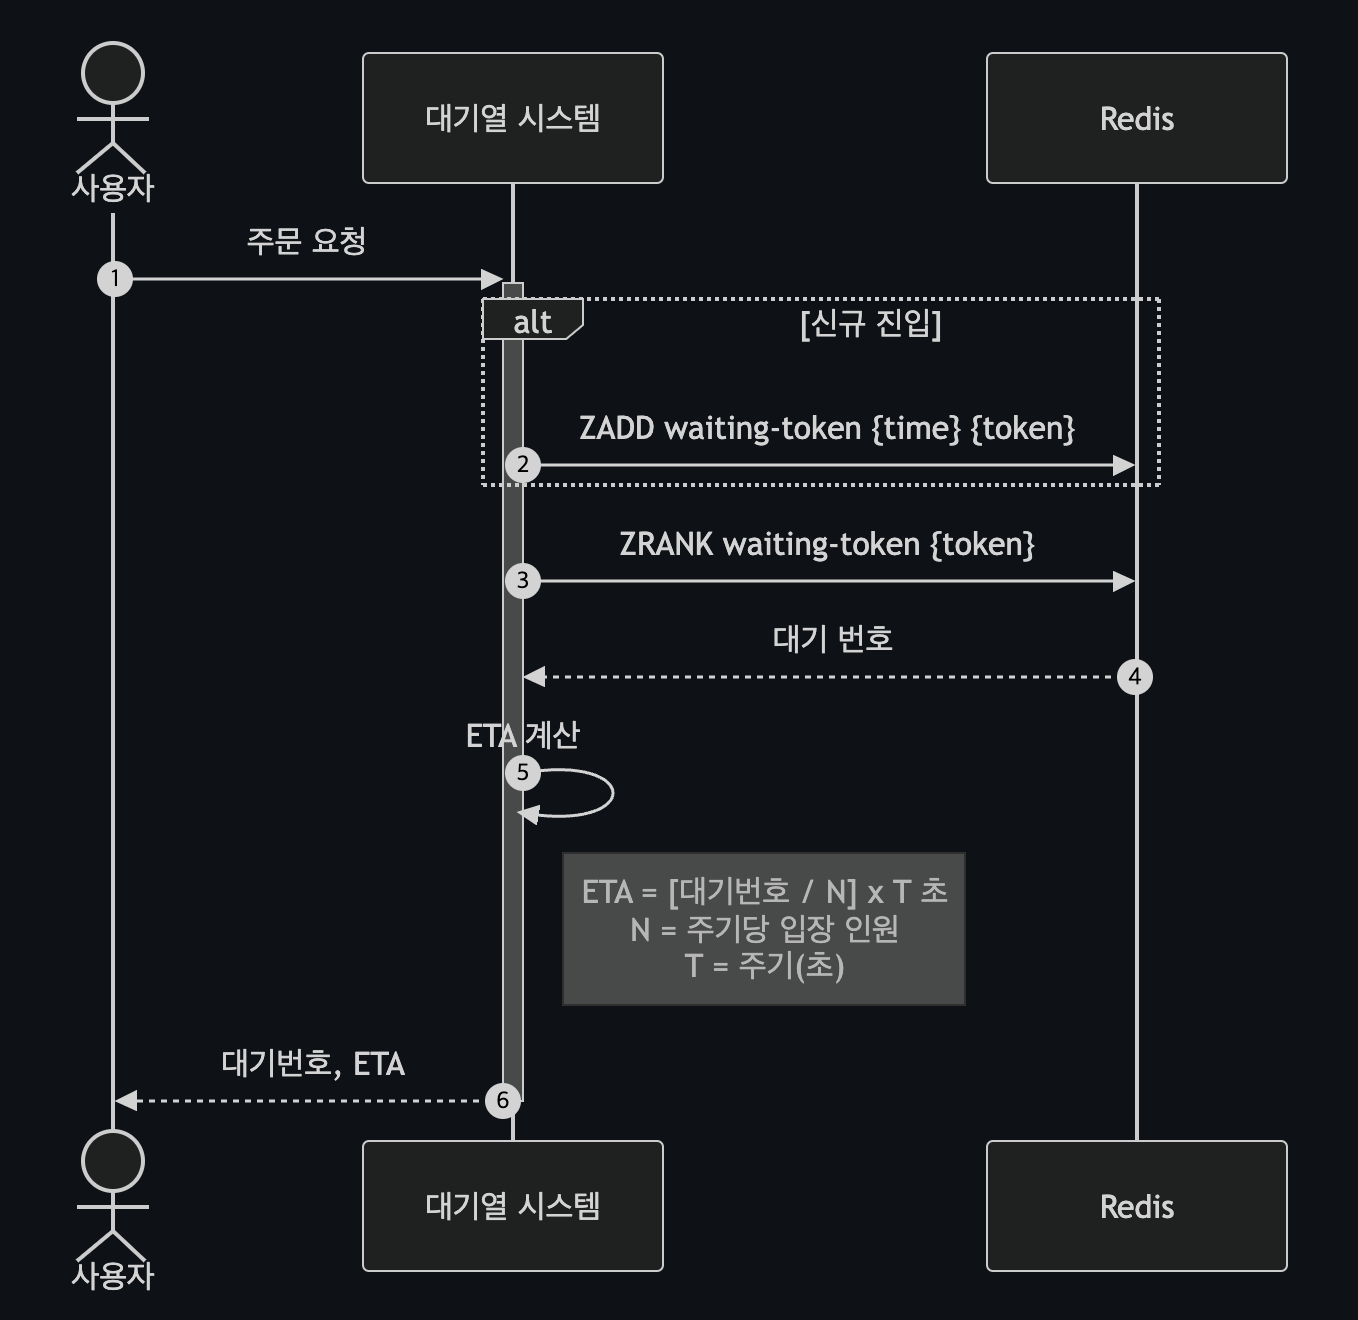 사용자
대기열 시스템
Redis
주문 요청
1
alt
[신규 진입]
ZADD waiting-token {time} {token}
2
ZRANK waiting-token {token}
3
대기 번호
4
ETA 계산
5
ETA = [대기번호 / N] x T 초
N = 주기당 입장 인원
T = 주기(초)
대기번호, ETA
6
사용자
대기열 시스템
Redis